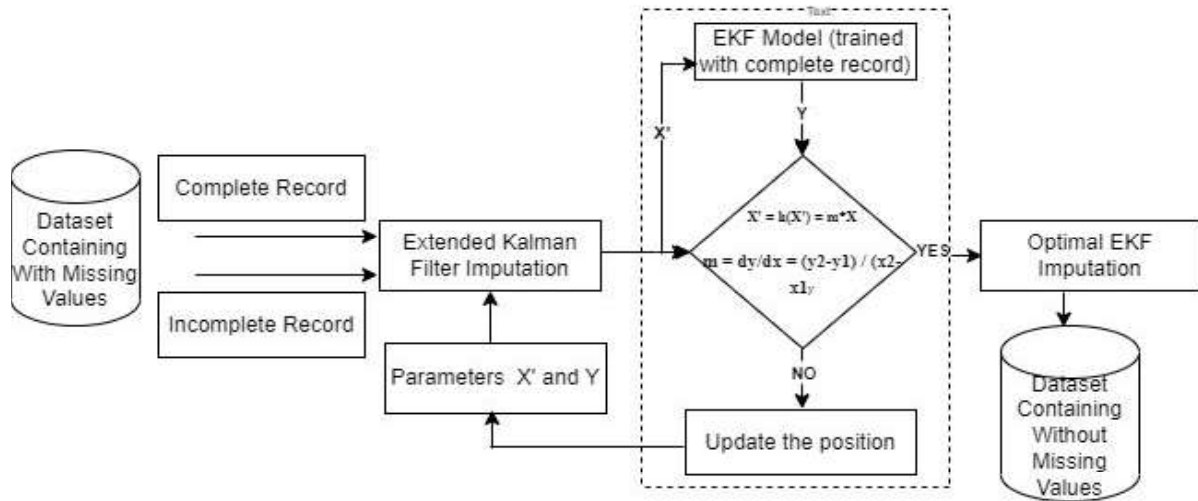 Text
EKF Model (trained
with complete record)
Y
X'
Dataset
Containing
With Missing
Values
Complete Record
Incomplete Record
Extended Kalman
Filter Imputation
X' = h(X') = m*X
m = dy/dx = (y2-y1) / (x2-
x1y
YES
Optimal EKF
Imputation
NO
Parameters X' and Y
Update the position
Dataset
Containing
Without
Missing
Values